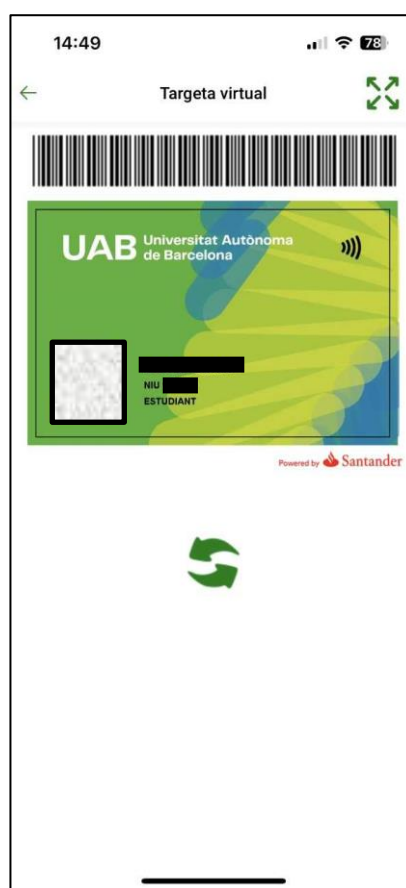 14:49
78
Targeta virtual
UAB Universitat Autònoma
de Barcelona
NIU
ESTUDIANT
Powered by Santander